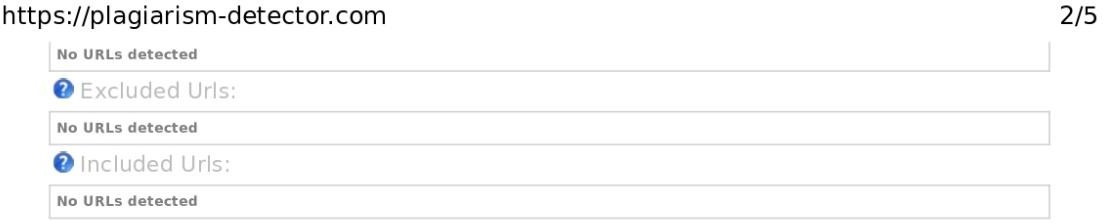 https://plagiarism-detector.com 2/5
No URLs detected
Excluded Urls:
No URLs detected
Included Urls:
No URLs detected